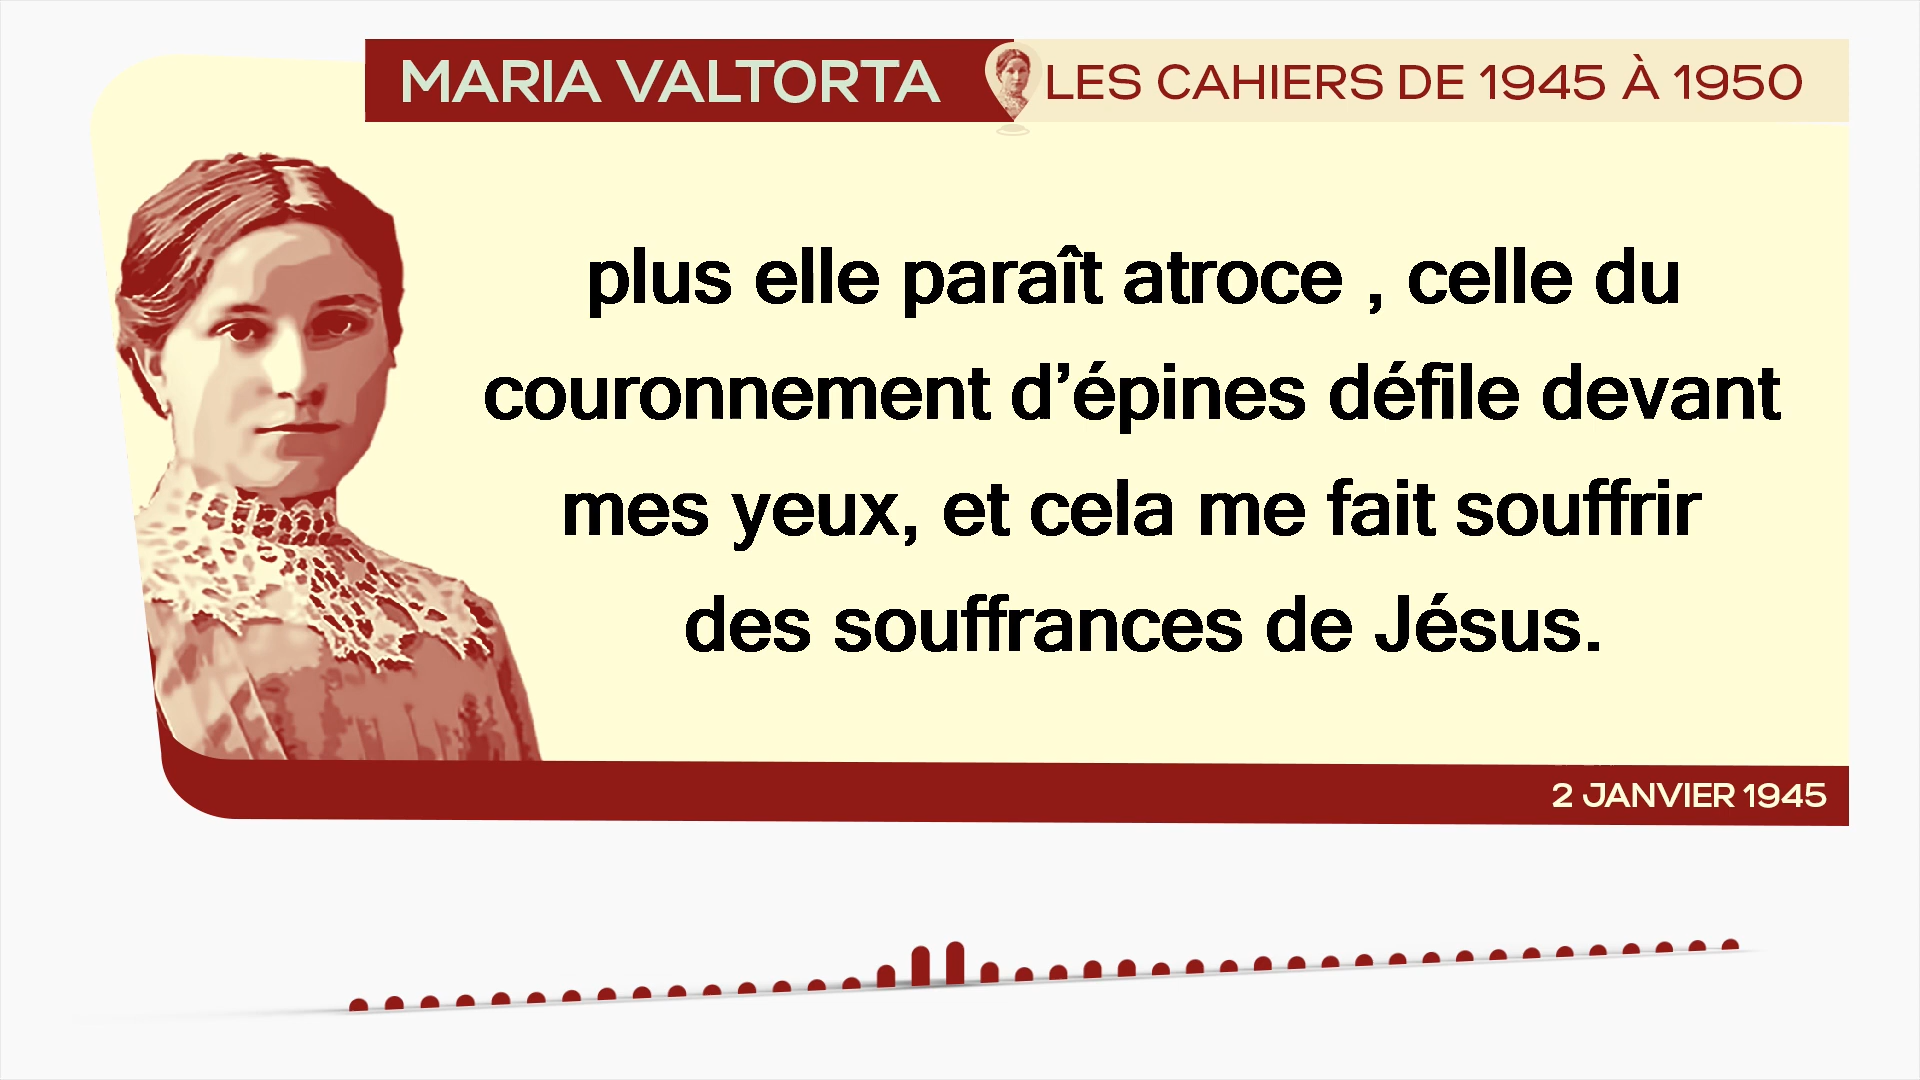 MARIA VALTORTA LES CAHIERS DE 1945 À 1950
plus elle paraît atroce , celle du
couronnement d’épines défile devant
mes yeux, et cela me fait souffrir
des souffrances de Jésus.
2 JANVIER 1945